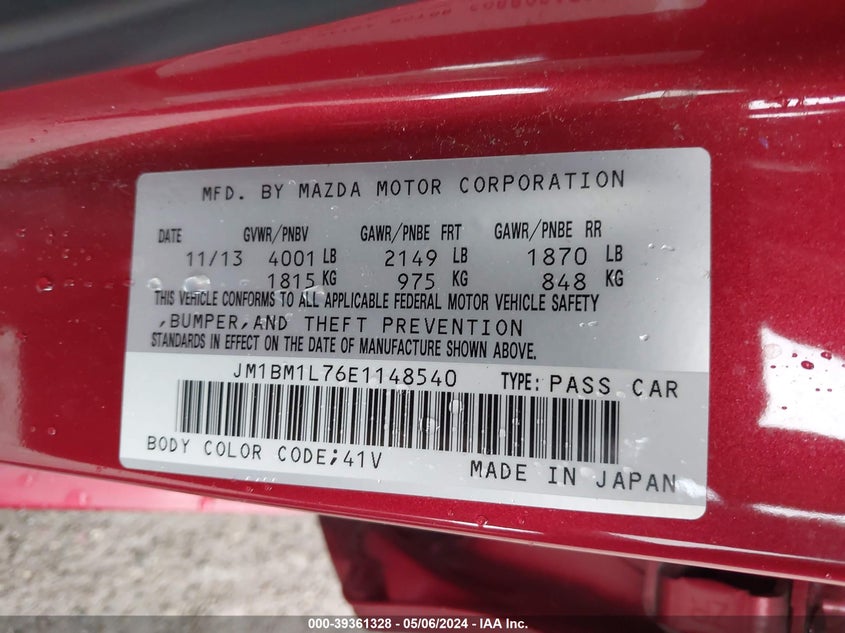 MFD. BY MAZDA MOTOR CORPORATION
DATE GVWR/PNBV GAWR/PNBE FRT GAWR/PNBE RR
11/13 4001 LB 2149 LB 1870 LB
1815 KG 975 KG 848 KG
THIS VEHICLE CONFORMS TO ALL APPLICABLE FEDERAL MOTOR VEHICLE SAFETY
,BUMPER,AND THEFT PREVENTION
STANDARDS IN EFFECT ON THE DATE OF MANUFACTURE SHOWN ABOVE.
JM1BM1L76E1148540 TYPE: PASS CAR
BODY COLOR CODE;41V
MADE IN JAPAN
000-39361328 - 05/06/2024 - IAA Inc.